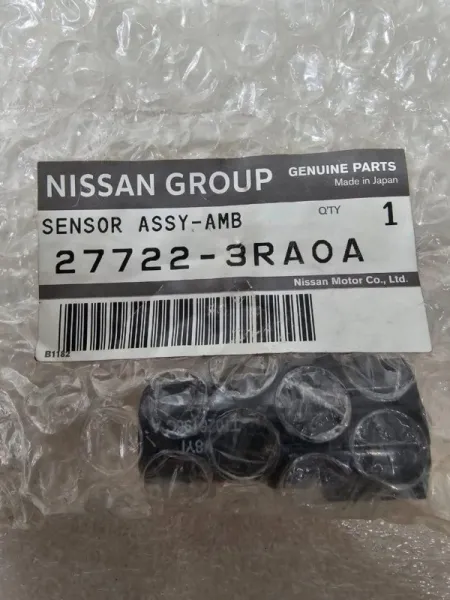 NISSAN GROUP
GENUINE PARTS
Made in Japan
SENSOR ASSY-AMB
Q'TY 1
27722-3RA0A
Nissan Motor Co., Ltd.
B1182